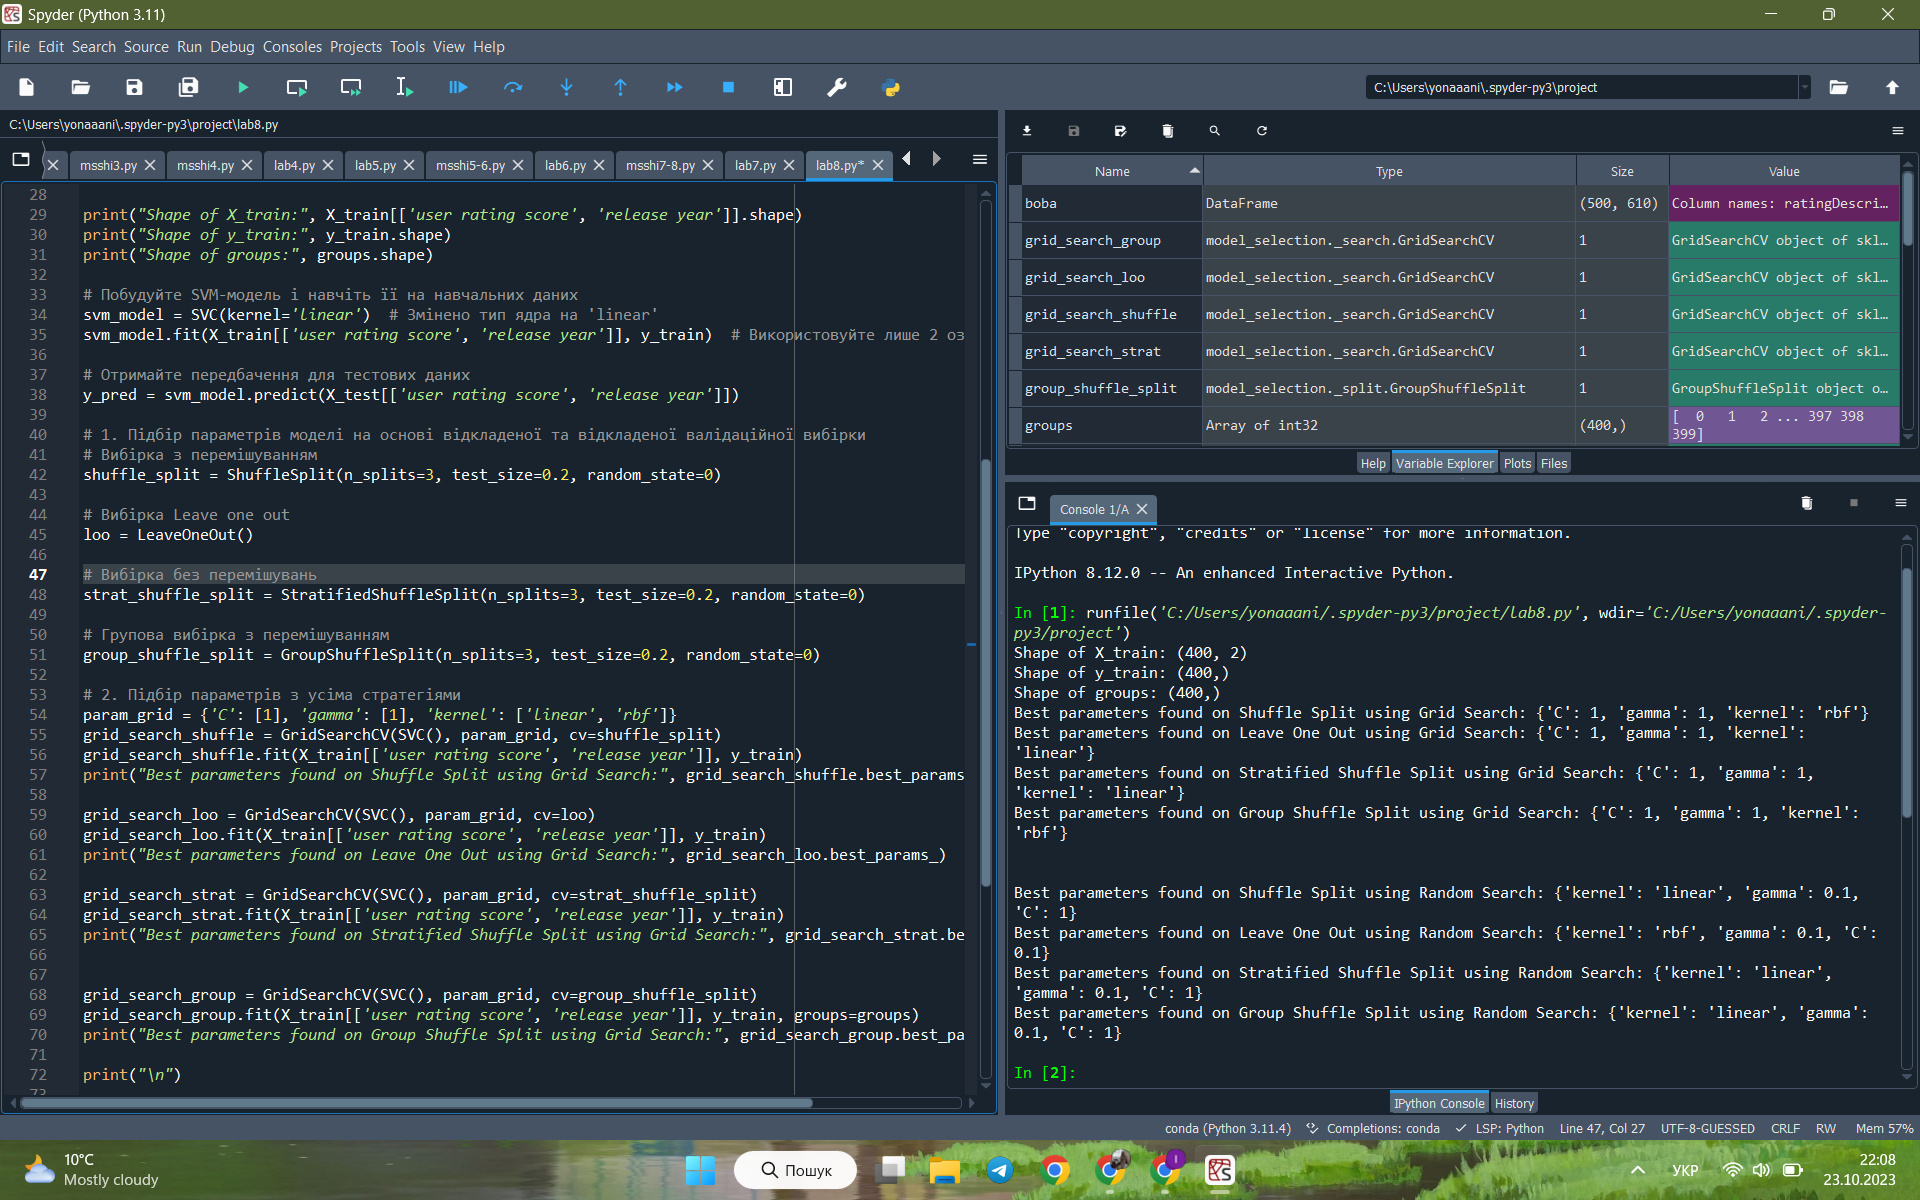 Spyder (Python 3.11)
File Edit Search Source Run Debug Consoles Projects Tools View Help
C:\Users\yonaaani\.spyder-py3\project
C:\Users\yonaaani\.spyder-py3\project\lab8.py
msshi3.py msshi4.py lab4.py lab5.py msshi5-6.py lab6.py msshi7-8.py lab7.py lab8.py*
28
29 print("Shape of X_train:", X_train[['user rating score', 'release year']].shape)
30 print("Shape of y_train:", y_train.shape)
31 print("Shape of groups:", groups.shape)
32
33 # Побудуйте SVM-модель і навчіть її на навчальних даних
34 svm_model = SVC(kernel='linear')  # Змінено тип ядра на 'linear'
35 svm_model.fit(X_train[['user rating score', 'release year']], y_train)  # Використовуйте лише 2 оз
36
37 # Отримайте передбачення для тестових даних
38 y_pred = svm_model.predict(X_test[['user rating score', 'release year']])
39
40 # 1. Підбір параметрів моделі на основі відкладеної та відкладеної валідаційної вибірки
41 # Вибірка з перемішуванням
42 shuffle_split = ShuffleSplit(n_splits=3, test_size=0.2, random_state=0)
43
44 # Вибірка Leave one out
45 loo = LeaveOneOut()
46
47 # Вибірка без перемішувань
48 strat_shuffle_split = StratifiedShuffleSplit(n_splits=3, test_size=0.2, random_state=0)
49
50 # Групова вибірка з перемішуванням
51 group_shuffle_split = GroupShuffleSplit(n_splits=3, test_size=0.2, random_state=0)
52
53 # 2. Підбір параметрів з усіма стратегіями
54 param_grid = {'C': [1], 'gamma': [1], 'kernel': ['linear', 'rbf']}
55 grid_search_shuffle = GridSearchCV(SVC(), param_grid, cv=shuffle_split)
56 grid_search_shuffle.fit(X_train[['user rating score', 'release year']], y_train)
57 print("Best parameters found on Shuffle Split using Grid Search:", grid_search_shuffle.best_params
58
59 grid_search_loo = GridSearchCV(SVC(), param_grid, cv=loo)
60 grid_search_loo.fit(X_train[['user rating score', 'release year']], y_train)
61 print("Best parameters found on Leave One Out using Grid Search:", grid_search_loo.best_params_)
62
63 grid_search_strat = GridSearchCV(SVC(), param_grid, cv=strat_shuffle_split)
64 grid_search_strat.fit(X_train[['user rating score', 'release year']], y_train)
65 print("Best parameters found on Stratified Shuffle Split using Grid Search:", grid_search_strat.be
66
67
68 grid_search_group = GridSearchCV(SVC(), param_grid, cv=group_shuffle_split)
69 grid_search_group.fit(X_train[['user rating score', 'release year']], y_train, groups=groups)
70 print("Best parameters found on Group Shuffle Split using Grid Search:", grid_search_group.best_pa
71
72 print("\n")
73
Name Type Size Value
boba DataFrame (500, 610) Column names: ratingDescri…
grid_search_group model_selection._search.GridSearchCV 1 GridSearchCV object of skl…
grid_search_loo model_selection._search.GridSearchCV 1 GridSearchCV object of skl…
grid_search_shuffle model_selection._search.GridSearchCV 1 GridSearchCV object of skl…
grid_search_strat model_selection._search.GridSearchCV 1 GridSearchCV object of skl…
group_shuffle_split model_selection._split.GroupShuffleSplit 1 GroupShuffleSplit object o…
groups Array of int32 (400,) [ 0 1 2 ... 397 398
399]
Help Variable Explorer Plots Files
Console 1/A
Type "copyright", "credits" or "license" for more information.
IPython 8.12.0 -- An enhanced Interactive Python.
In [1]: runfile('C:/Users/yonaaani/.spyder-py3/project/lab8.py', wdir='C:/Users/yonaaani/.spyder-
py3/project')
Shape of X_train: (400, 2)
Shape of y_train: (400,)
Shape of groups: (400,)
Best parameters found on Shuffle Split using Grid Search: {'C': 1, 'gamma': 1, 'kernel': 'rbf'}
Best parameters found on Leave One Out using Grid Search: {'C': 1, 'gamma': 1, 'kernel':
'linear'}
Best parameters found on Stratified Shuffle Split using Grid Search: {'C': 1, 'gamma': 1,
'kernel': 'linear'}
Best parameters found on Group Shuffle Split using Grid Search: {'C': 1, 'gamma': 1, 'kernel':
'rbf'}
Best parameters found on Shuffle Split using Random Search: {'kernel': 'linear', 'gamma': 0.1,
'C': 1}
Best parameters found on Leave One Out using Random Search: {'kernel': 'rbf', 'gamma': 0.1, 'C':
0.1}
Best parameters found on Stratified Shuffle Split using Random Search: {'kernel': 'linear',
'gamma': 0.1, 'C': 1}
Best parameters found on Group Shuffle Split using Random Search: {'kernel': 'linear', 'gamma':
0.1, 'C': 1}
In [2]:
IPython Console History
conda (Python 3.11.4) Completions: conda LSP: Python Line 47, Col 27 UTF-8-GUESSED CRLF RW Mem 57%
10°C
Mostly cloudy
Пошук
УКР
22:08
23.10.2023